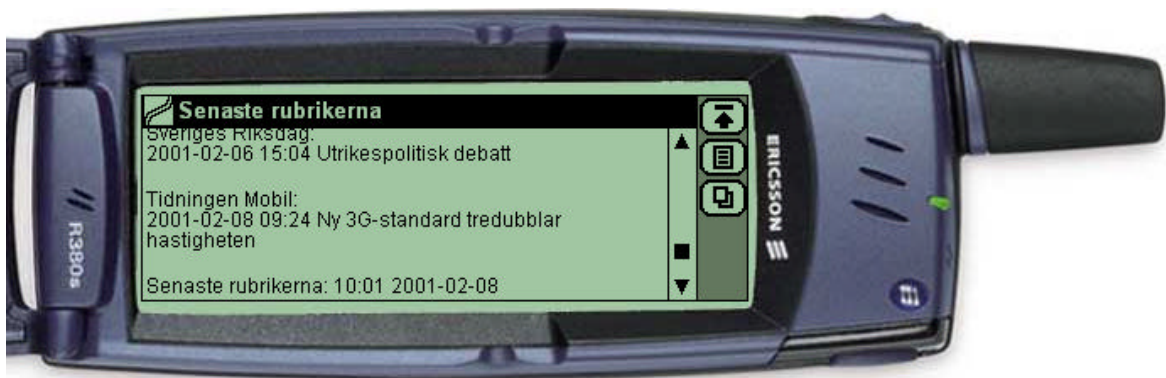 Senaste rubrikerna
Sveriges Riksdag:
2001-02-06 15:04 Utrikespolitisk debatt
Tidningen Mobil:
2001-02-08 09:24 Ny 3G-standard tredubblar
hastigheten
Senaste rubrikerna: 10:01 2001-02-08
R380s
ERICSSON